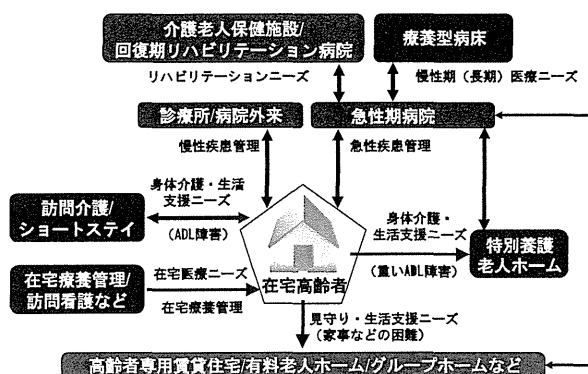 介護老人保健施設/
回復期リハビリテーション病院
療養型病床
リハビリテーションニーズ
慢性期（長期）医療ニーズ
診療所/病院外来
急性期病院
慢性疾患管理
急性疾患管理
訪問介護/
ショートステイ
身体介護・生活
支援ニーズ
（ADL障害）
在宅高齢者
身体介護・
生活支援ニーズ
（重いADL障害）
特別養護
老人ホーム
在宅療養管理/
訪問看護など
在宅医療ニーズ
在宅療養管理
見守り・生活支援ニーズ
（家事などの困難）
高齢者専用賃貸住宅/有料老人ホーム/グループホームなど